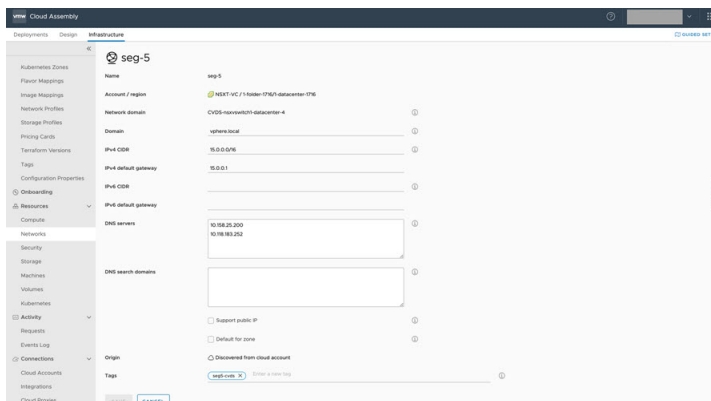 vmw Cloud Assembly
Deployments Design Infrastructure GUIDED SET
Kubernetes Zones
Flavor Mappings
Image Mappings
Network Profiles
Storage Profiles
Pricing Cards
Terraform Versions
Tags
Configuration Properties
Onboarding
Resources
Compute
Networks
Security
Storage
Machines
Volumes
Kubernetes
Activity
Requests
Events Log
Connections
Cloud Accounts
Integrations
Cloud Proxies
seg-5
Name seg-5
Account / region NSXT-VC / 1-folder-1716/1-datacenter-1716
Network domain CVDS-nsxvswitch1-datacenter-4
Domain vphere.local
IPv4 CIDR 15.0.0.0/16
IPv4 default gateway 15.0.0.1
IPv6 CIDR
IPv6 default gateway
DNS servers 10.158.25.200
10.118.183.252
DNS search domains
Support public IP
Default for zone
Origin Discovered from cloud account
Tags seg5-cvds X Enter a new tag
CANCEL